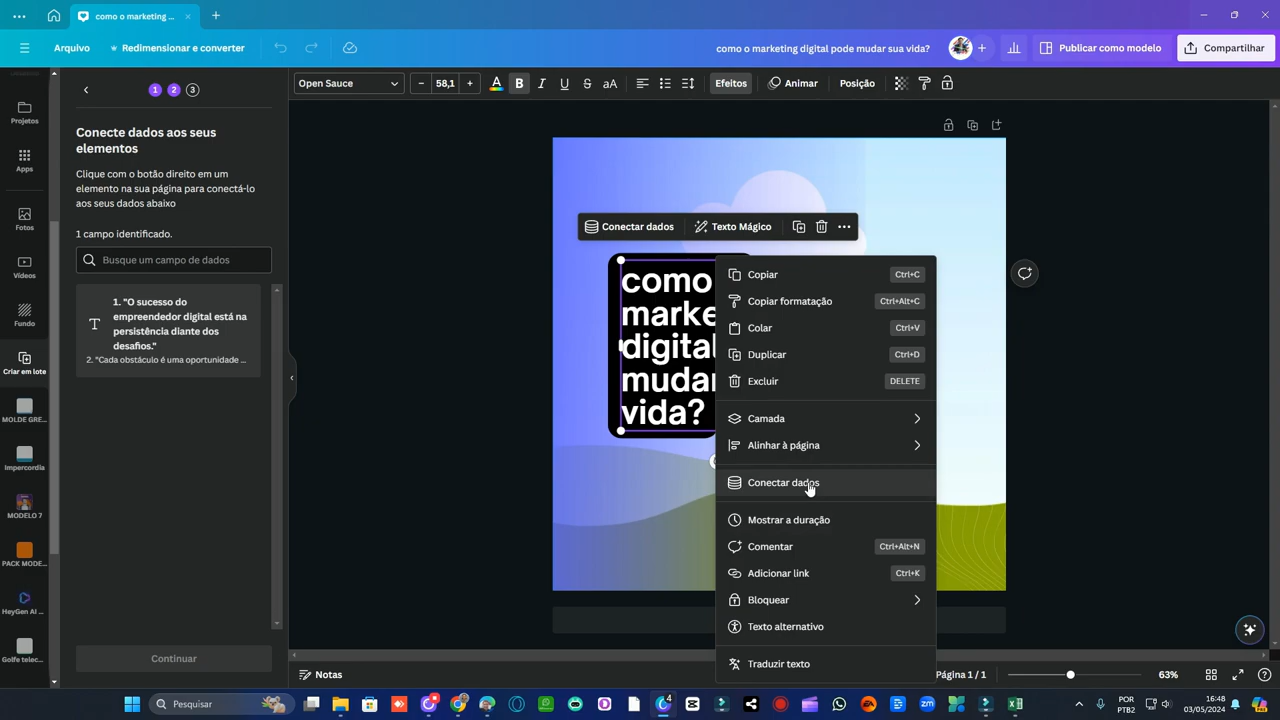 como o marketing ...
Arquivo
Redimensionar e converter
como o marketing digital pode mudar sua vida?
Publicar como modelo
Compartilhar
Open Sauce
58,1
A
B
I
U
S
aA
Efeitos
Animar
Posição
Projetos
Apps
Fotos
Vídeos
Fundo
Criar em lote
MOLDE GRE...
Impercordia
MODELO 7
PACK MODE...
HeyGen AI ...
Golfe telec...
1 2 3
Conecte dados aos seus
elementos
Clique com o botão direito em um
elemento na sua página para conectá-lo
aos seus dados abaixo
1 campo identificado.
Busque um campo de dados
1. "O sucesso do
empreendedor digital está na
persistência diante dos
desafios."
2. "Cada obstáculo é uma oportunidade ...
Continuar
Conectar dados
Texto Mágico
como
marke
digital
mudar
vida?
Copiar Ctrl+C
Copiar formatação Ctrl+Alt+C
Colar Ctrl+V
Duplicar Ctrl+D
Excluir DELETE
Camada
Alinhar à página
Conectar dados
Mostrar a duração
Comentar Ctrl+Alt+N
Adicionar link Ctrl+K
Bloquear
Texto alternativo
Traduzir texto
Notas
Página 1 / 1
63%
Pesquisar
4
POR
PTB2
16:48
03/05/2024